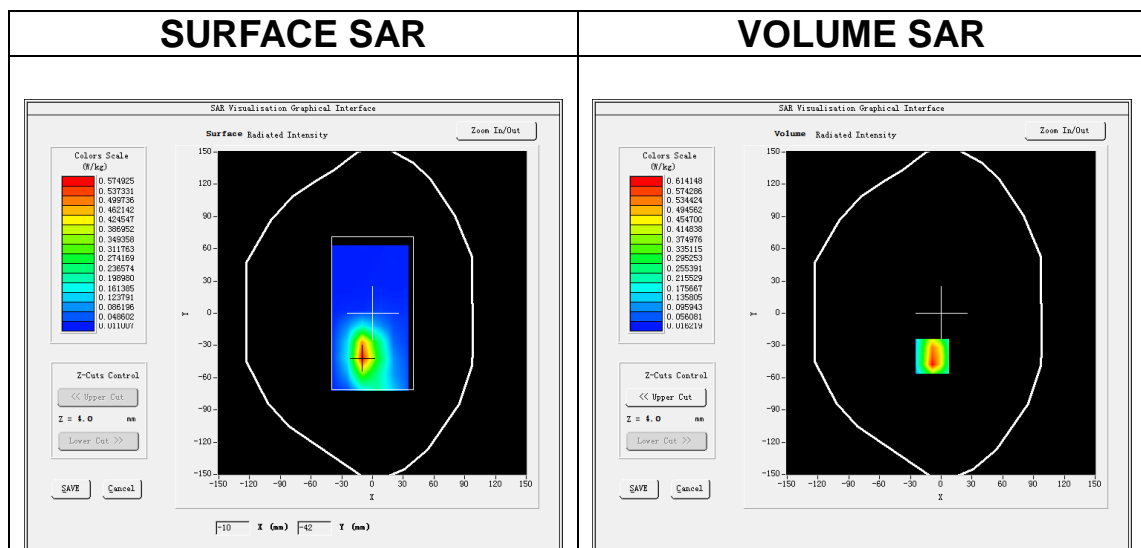 SURFACE SAR
VOLUME SAR
SAR Visualisation Graphical Interface
Surface Radiated Intensity
Zoom In/Out
Colors Scale
(W/kg)
0.574925
0.537331
0.499736
0.462142
0.424547
0.386952
0.349358
0.311763
0.274169
0.236574
0.198980
0.161385
0.123791
0.086196
0.048602
0.011007
Z-Cuts Control
<< Upper Cut
Z = 4.0 mm
Lower Cut >>
SAVE Cancel
150
120
90
60
30
0
-30
-60
-90
-120
-150
Y
-150 -120 -90 -60 -30 0 30 60 90 120 150
X
-10 X (mm) -42 Y (mm)
SAR Visualisation Graphical Interface
Volume Radiated Intensity
Zoom In/Out
Colors Scale
(W/kg)
0.614148
0.574286
0.534424
0.494562
0.454700
0.414838
0.374976
0.335115
0.295253
0.255391
0.215529
0.175667
0.135805
0.095943
0.056081
0.016219
Z-Cuts Control
<< Upper Cut
Z = 4.0 mm
Lower Cut >>
SAVE Cancel
150
120
90
60
30
0
-30
-60
-90
-120
-150
Y
-150 -120 -90 -60 -30 0 30 60 90 120 150
X